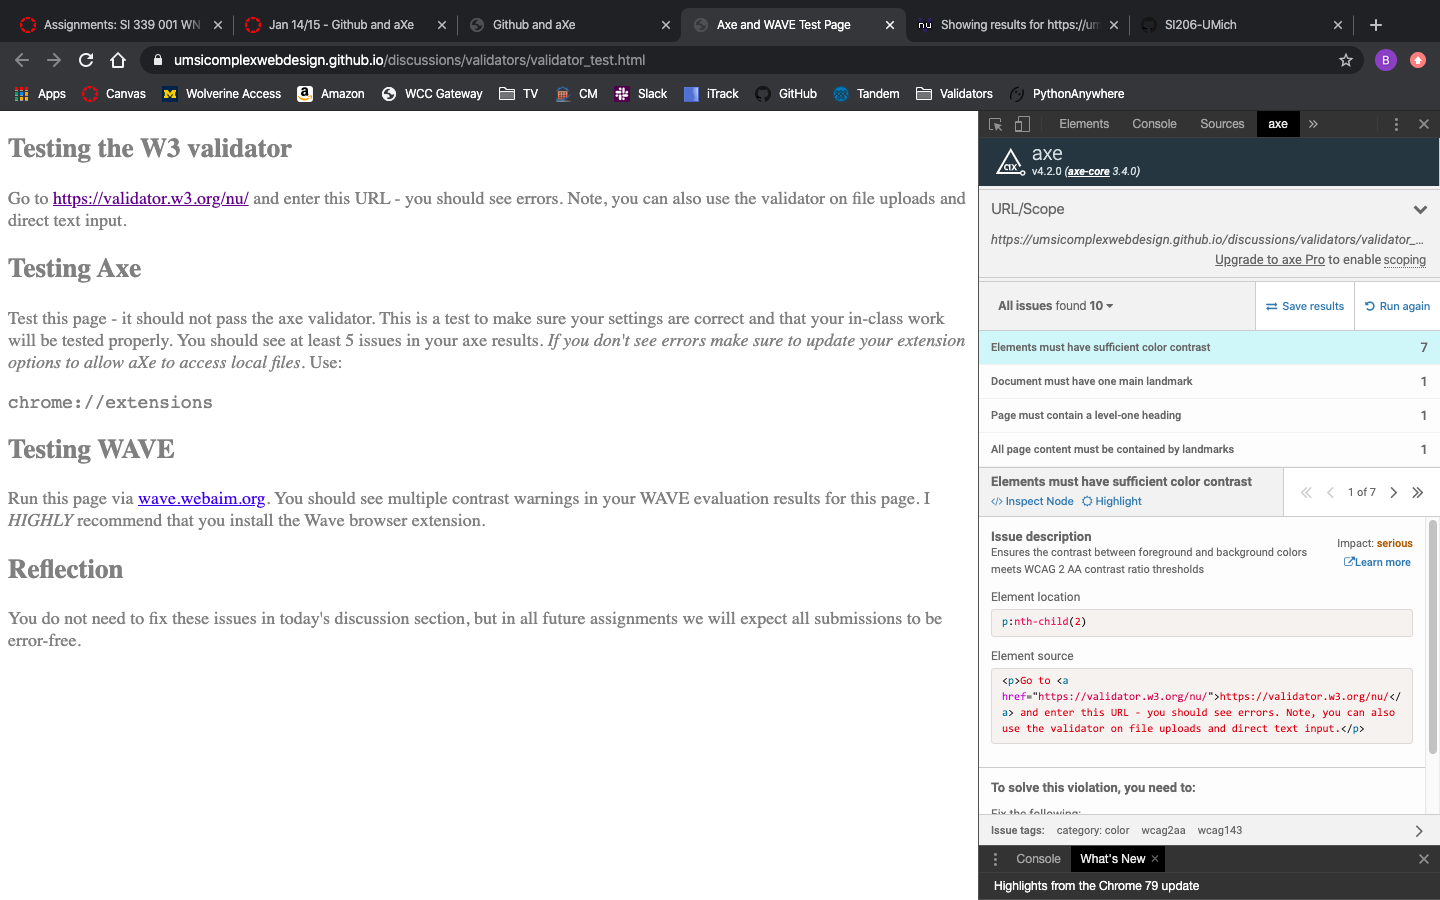 Assignments: SI 339 001 WN
Jan 14/15 - Github and aXe
Github and aXe
Axe and WAVE Test Page
nu
Showing results for https://um
SI206-UMich
umsicomplexwebdesign.github.io/discussions/validators/validator_test.html
B
Apps
Canvas
M
Wolverine Access
a
Amazon
WCC Gateway
TV
CM
Slack
iTrack
GitHub
Tandem
Validators
PythonAnywhere
Testing the W3 validator
Go to https://validator.w3.org/nu/ and enter this URL - you should see errors. Note, you can also use the validator on file uploads and
direct text input.
Testing Axe
Test this page - it should not pass the axe validator. This is a test to make sure your settings are correct and that your in-class work
will be tested properly. You should see at least 5 issues in your axe results. If you don't see errors make sure to update your extension
options to allow aXe to access local files. Use:
chrome://extensions
Testing WAVE
Run this page via wave.webaim.org. You should see multiple contrast warnings in your WAVE evaluation results for this page. I
HIGHLY recommend that you install the Wave browser extension.
Reflection
You do not need to fix these issues in today's discussion section, but in all future assignments we will expect all submissions to be
error-free.
Elements
Console
Sources
axe
axe
v4.2.0 (axe-core 3.4.0)
URL/Scope
https://umsicomplexwebdesign.github.io/discussions/validators/validator_...
Upgrade to axe Pro to enable scoping
All issues found 10
Save results
Run again
Elements must have sufficient color contrast 7
Document must have one main landmark 1
Page must contain a level-one heading 1
All page content must be contained by landmarks 1
Elements must have sufficient color contrast
</> Inspect Node
Highlight
1 of 7
Issue description
Ensures the contrast between foreground and background colors
meets WCAG 2 AA contrast ratio thresholds
Impact: serious
Learn more
Element location
p:nth-child(2)
Element source
<p>Go to <a
href="https://validator.w3.org/nu/">https://validator.w3.org/nu/</
a> and enter this URL - you should see errors. Note, you can also
use the validator on file uploads and direct text input.</p>
To solve this violation, you need to:
Fix the following:
Issue tags: category: color wcag2aa wcag143
Console
What's New
Highlights from the Chrome 79 update